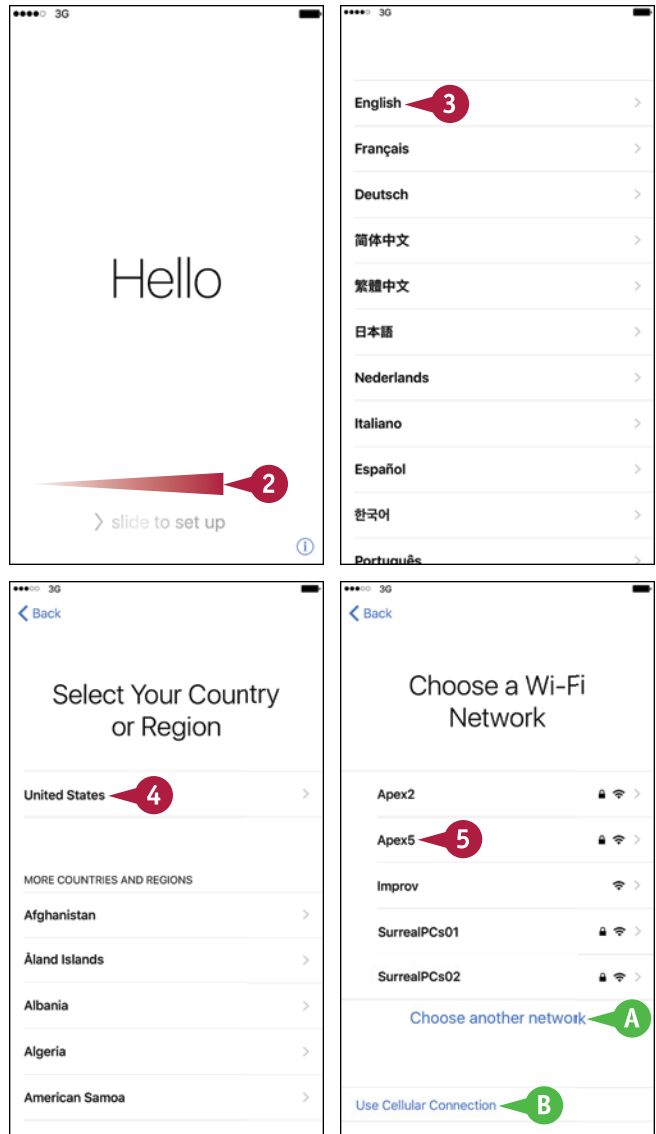 3G
Hello
2
slide to set up
3G
English
3
Français
Deutsch
简体中文
繁體中文
日本語
Nederlands
Italiano
Español
한국어
Português
3G
Back
Select Your Country
or Region
United States
4
MORE COUNTRIES AND REGIONS
Afghanistan
Åland Islands
Albania
Algeria
American Samoa
3G
Back
Choose a Wi-Fi
Network
Apex2
Apex5
5
Improv
SurrealPCs01
SurrealPCs02
Choose another network
A
Use Cellular Connection
B